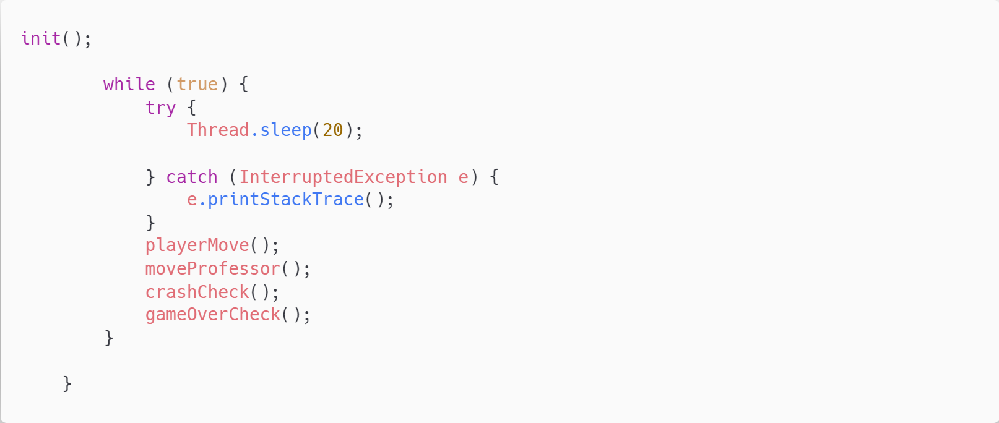 init();
while (true) {
try {
Thread.sleep(20);
} catch (InterruptedException e) {
e.printStackTrace();
}
playerMove();
moveProfessor();
crashCheck();
gameOverCheck();
}
}